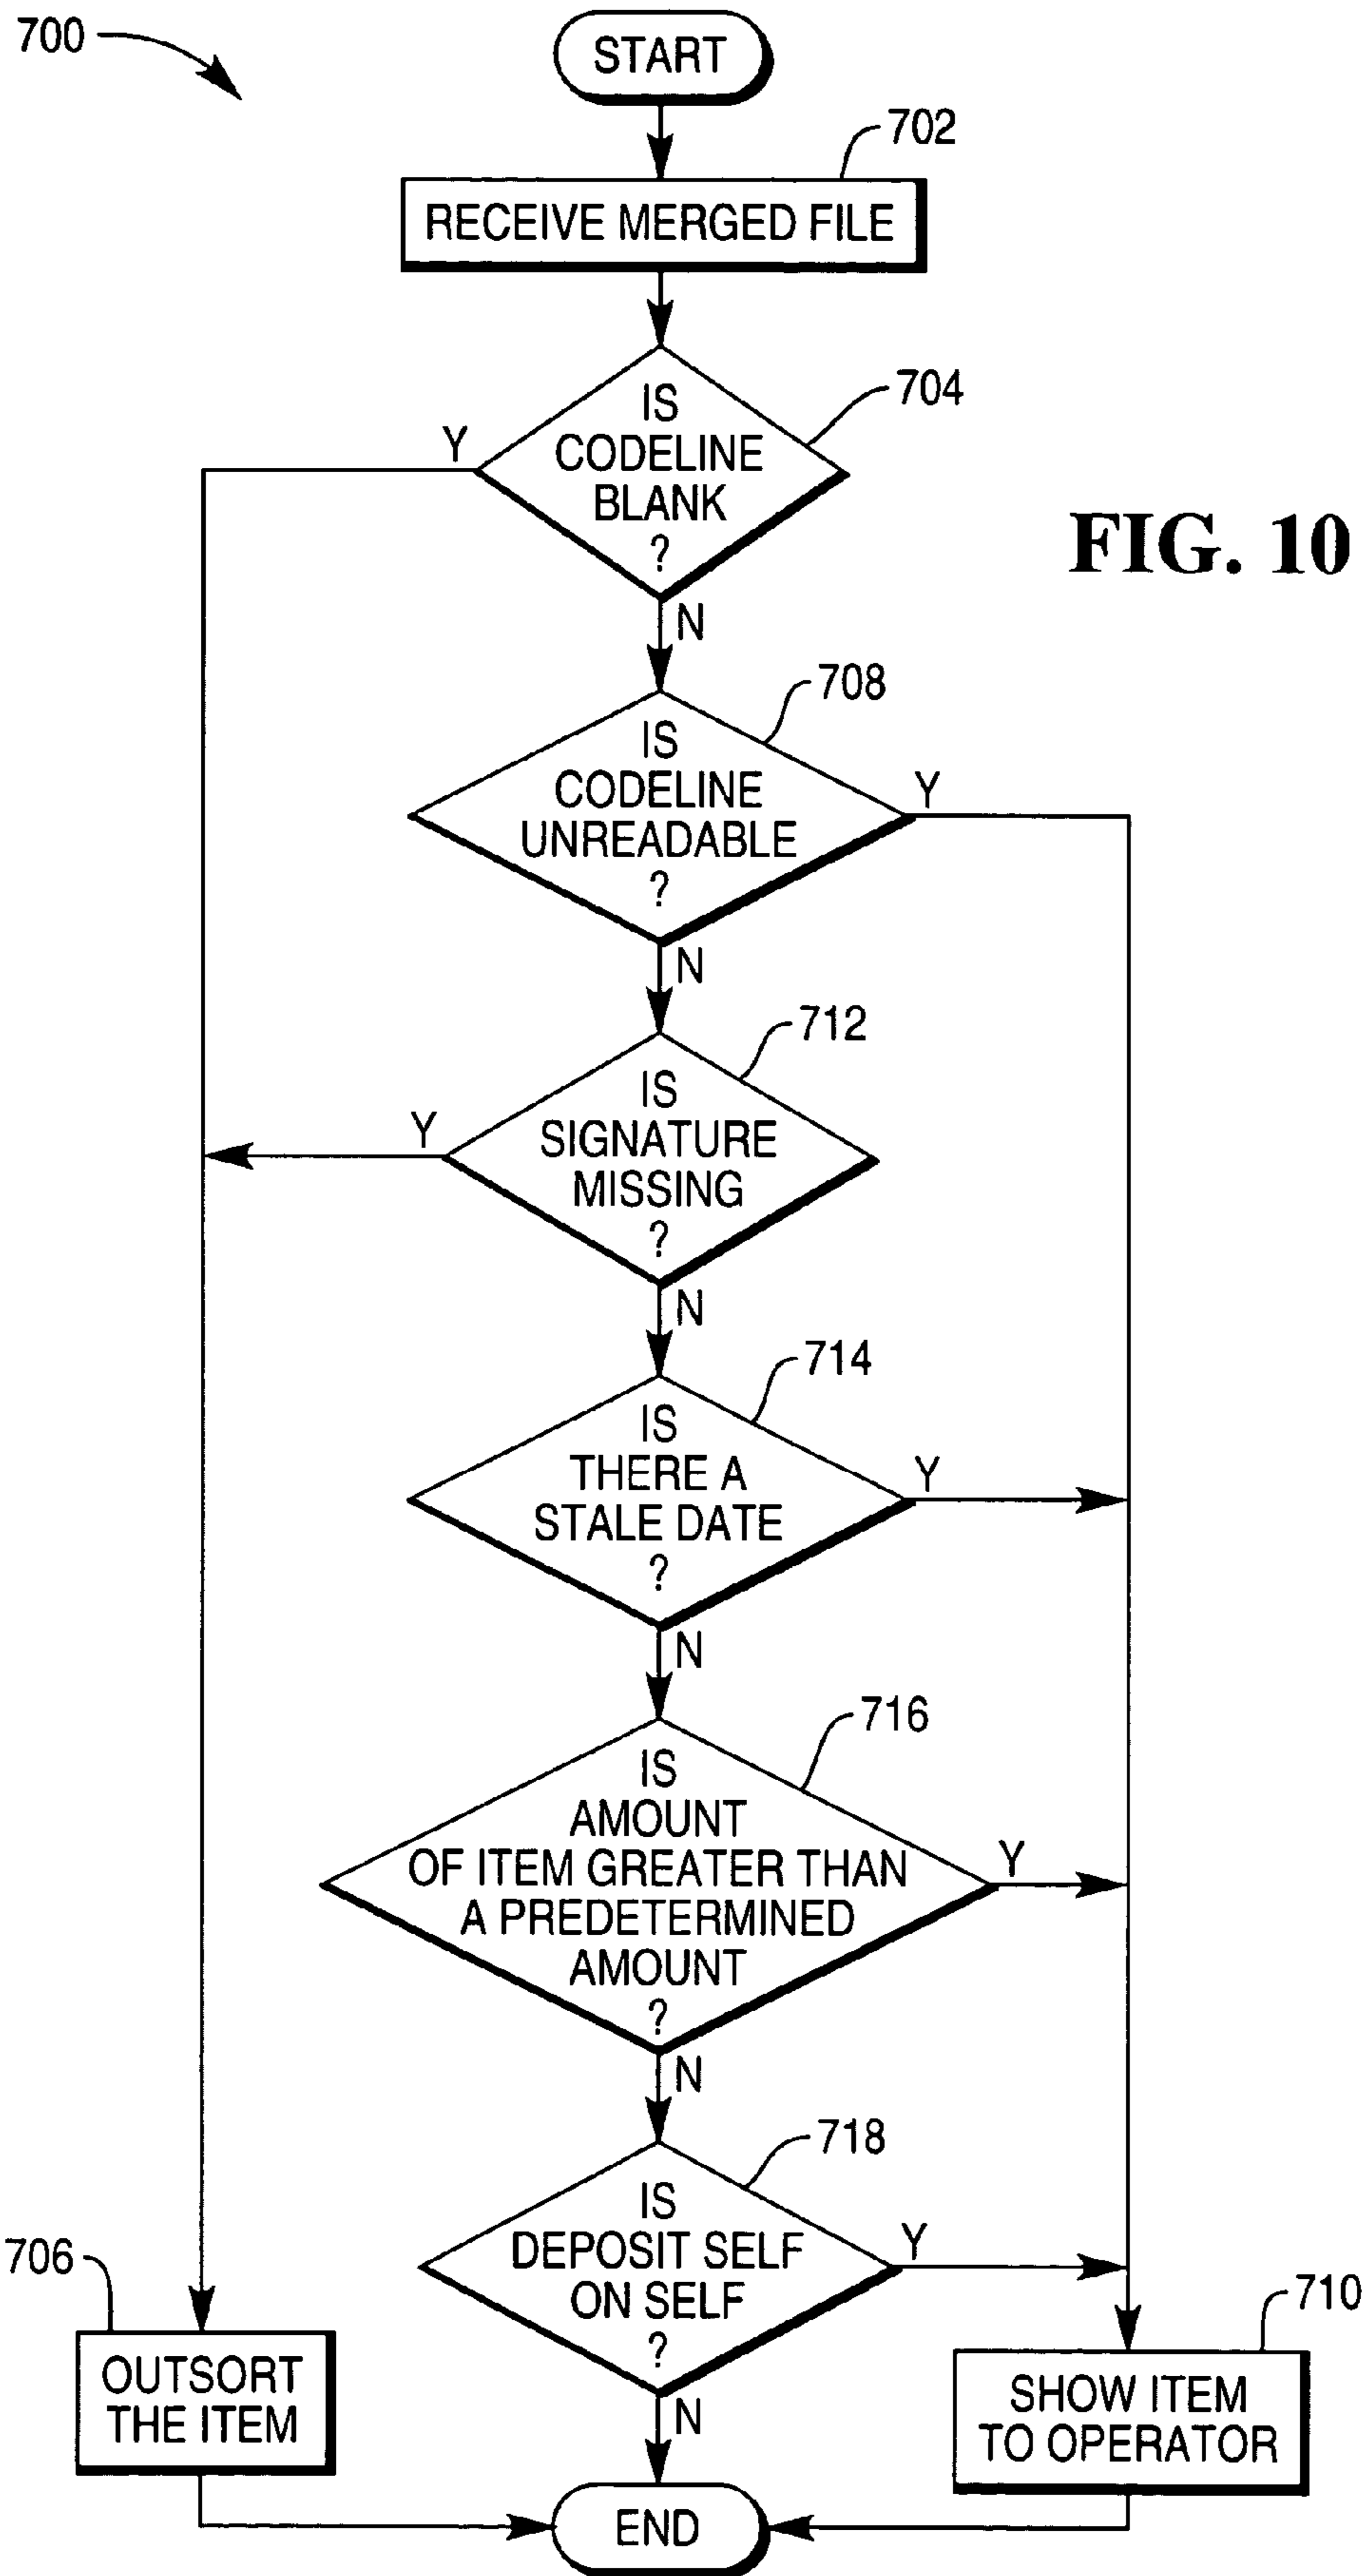 700
START
702
RECEIVE MERGED FILE
704
IS
CODELINE
BLANK
?
Y
N
FIG. 10
708
IS
CODELINE
UNREADABLE
?
Y
N
712
IS
SIGNATURE
MISSING
?
Y
N
714
IS
THERE A
STALE DATE
?
Y
N
716
IS
AMOUNT
OF ITEM GREATER THAN
A PREDETERMINED
AMOUNT
?
Y
N
718
IS
DEPOSIT SELF
ON SELF
?
Y
N
706
OUTSORT
THE ITEM
710
SHOW ITEM
TO OPERATOR
END